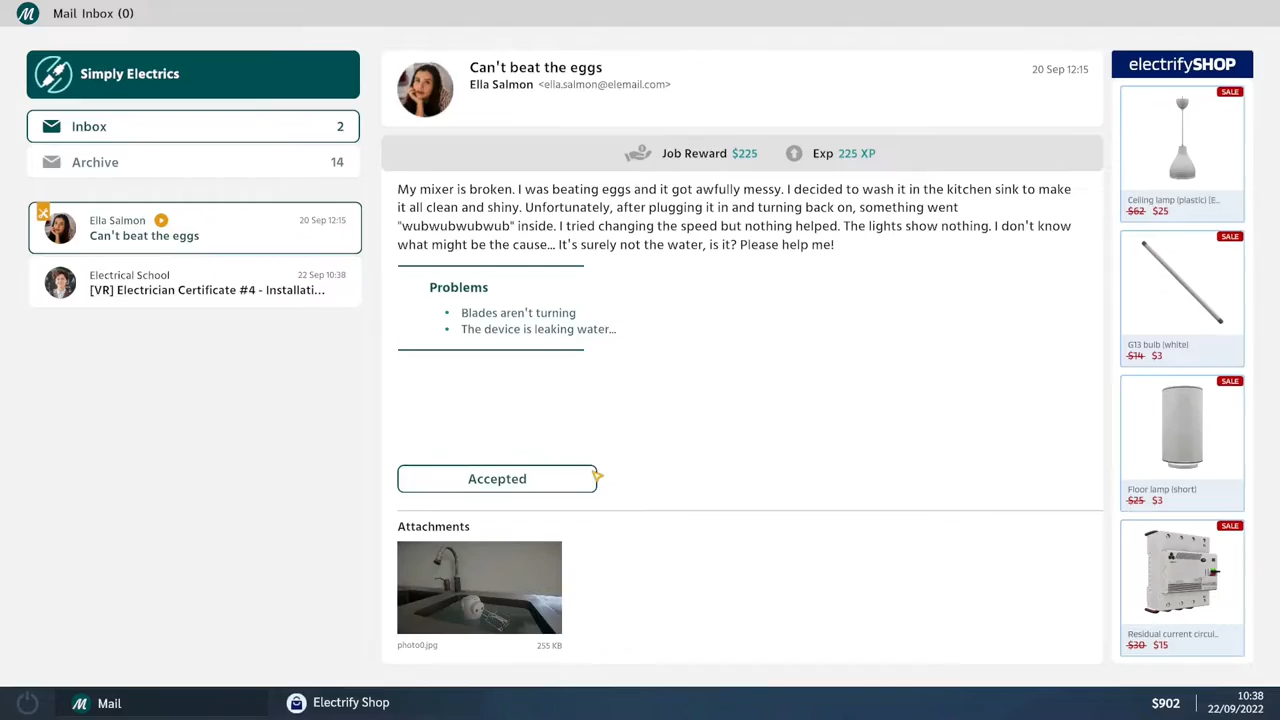 Mail Inbox (0)
Simply Electrics
Inbox 2
Archive 14
Ella Salmon 20 Sep 12:15
Can't beat the eggs
Electrical School 22 Sep 10:38
[VR] Electrician Certificate #4 - Installati...
Can't beat the eggs 20 Sep 12:15
Ella Salmon <ella.salmon@elemail.com>
Job Reward $225 Exp 225 XP
My mixer is broken. I was beating eggs and it got awfully messy. I decided to wash it in the kitchen sink to make
it all clean and shiny. Unfortunately, after plugging it in and turning back on, something went
"wubwubwubwub" inside. I tried changing the speed but nothing helped. The lights show nothing. I don't know
what might be the cause... It's surely not the water, is it? Please help me!
Problems
• Blades aren't turning
• The device is leaking water...
Accepted
Attachments
photo0.jpg 255 KB
electrifySHOP
SALE
Ceiling lamp (plastic) (E..
$62 $25
SALE
G13 bulb (white)
$14 $3
SALE
Floor lamp (short)
$25 $3
SALE
Residual current circui..
$30 $15
Mail
Electrify Shop
$902
10:38
22/09/2022